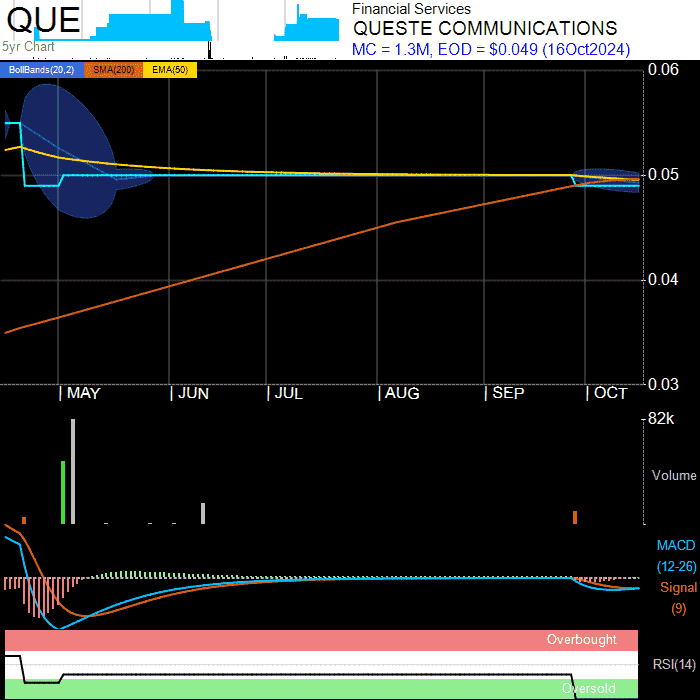 QUE
Financial Services
QUESTE COMMUNICATIONS
5yr Chart
MC = 1.3M, EOD = $0.049 (16Oct2024)
BollBands(20,2) SMA(200) EMA(50)
0.06
0.05
0.04
0.03
MAY JUN JUL AUG SEP OCT
82k
Volume
MACD
(12-26)
Signal
(9)
Overbought
RSI(14)
Oversold